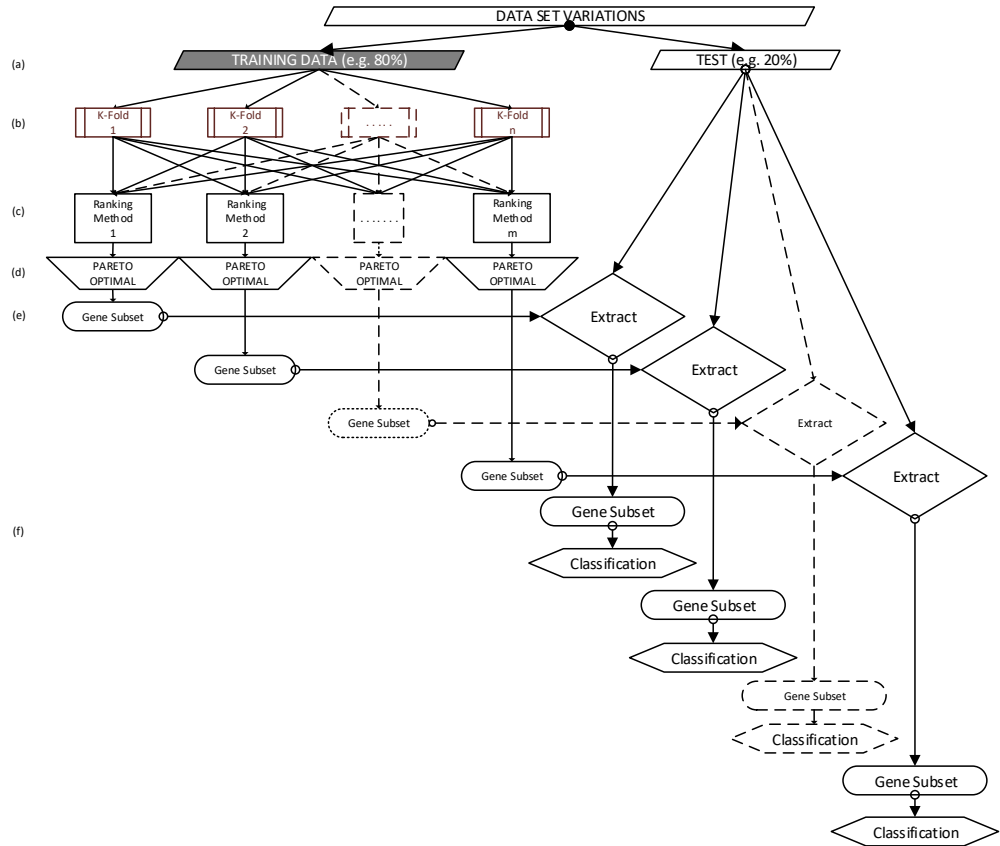 DATA SET VARIATIONS
(a)
TRAINING DATA (e.g. 80%)
TEST (e.g. 20%)
(b)
K-Fold
1
K-Fold
2
.....
K-Fold
n
(c)
Ranking
Method
1
Ranking
Method
2
.......
Ranking
Method
m
(d)
PARETO
OPTIMAL
PARETO
OPTIMAL
PARETO
OPTIMAL
PARETO
OPTIMAL
(e)
Gene Subset
Extract
Gene Subset
Extract
Gene Subset
Extract
Gene Subset
Extract
Gene Subset
(f)
Classification
Gene Subset
Classification
Gene Subset
Classification
Gene Subset
Classification